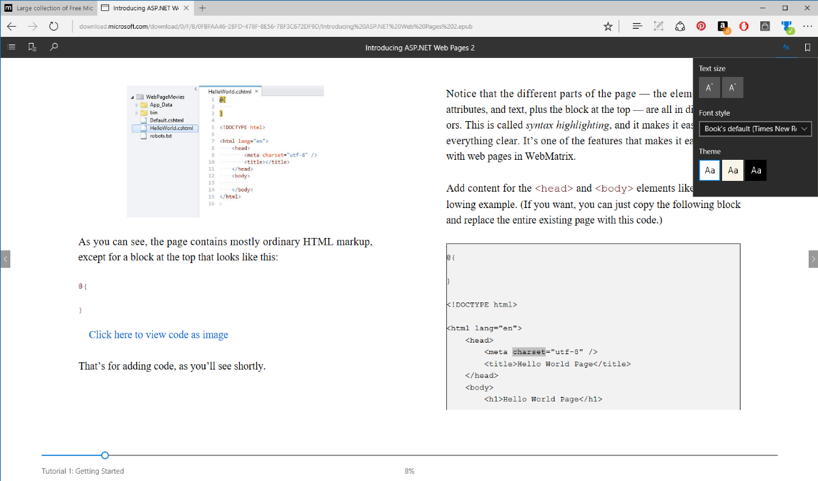 Large collection of Free Mic
Introducing ASP.NET W
download.microsoft.com/download/0/F/B/0FBFAA46-2BFD-478F-8E56-7BF3C672DF9D/Introducing%20ASP.NET%20Web%20Pages%202.epub
Introducing ASP.NET Web Pages 2
WebPageMovies
App_Data
bin
Default.cshtml
HelloWorld.cshtml
robots.txt
HelloWorld.cshtml ×
1 @{
2
3 }
4
5 <!DOCTYPE html>
6
7 <html lang="en">
8 <head>
9 <meta charset="utf-8" />
10 <title></title>
11 </head>
12 <body>
13
14 </body>
15 </html>
16
As you can see, the page contains mostly ordinary HTML markup,
except for a block at the top that looks like this:
@{
}
Click here to view code as image
That's for adding code, as you'll see shortly.
Notice that the different parts of the page — the elem
attributes, and text, plus the block at the top — are all in di
ors. This is called syntax highlighting, and it makes it eas
everything clear. It's one of the features that makes it ea
with web pages in WebMatrix.
Add content for the <head> and <body> elements like
lowing example. (If you want, you can just copy the following block
and replace the entire existing page with this code.)
@{
}
<!DOCTYPE html>
<html lang="en">
<head>
<meta charset="utf-8" />
<title>Hello World Page</title>
</head>
<body>
<h1>Hello World Page</h1>
Text size
A A
Font style
Book's default (Times New R
Theme
Aa Aa Aa
Tutorial 1: Getting Started
8%